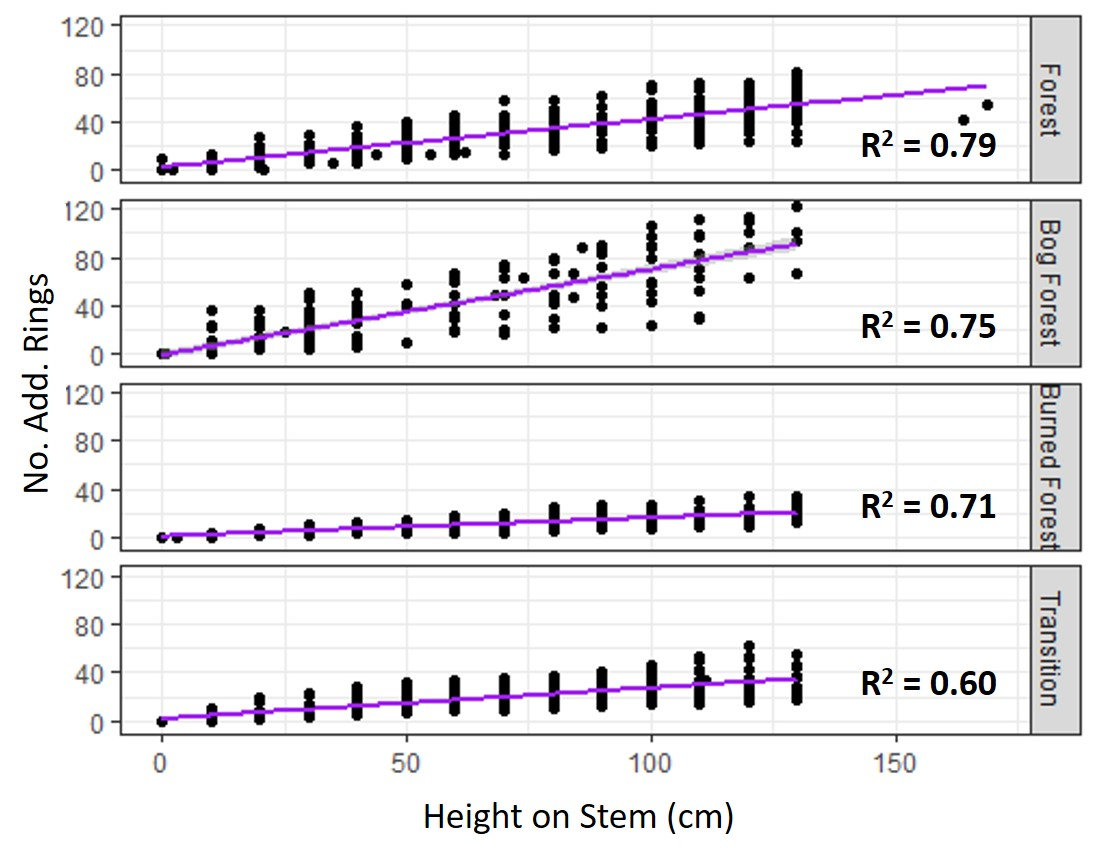 No. Add. Rings
120
80
40
0
Forest
R² = 0.79
120
80
40
0
Bog Forest
R² = 0.75
120
80
40
0
Burned Forest
R² = 0.71
120
80
40
0
Transition
R² = 0.60
0 50 100 150
Height on Stem (cm)